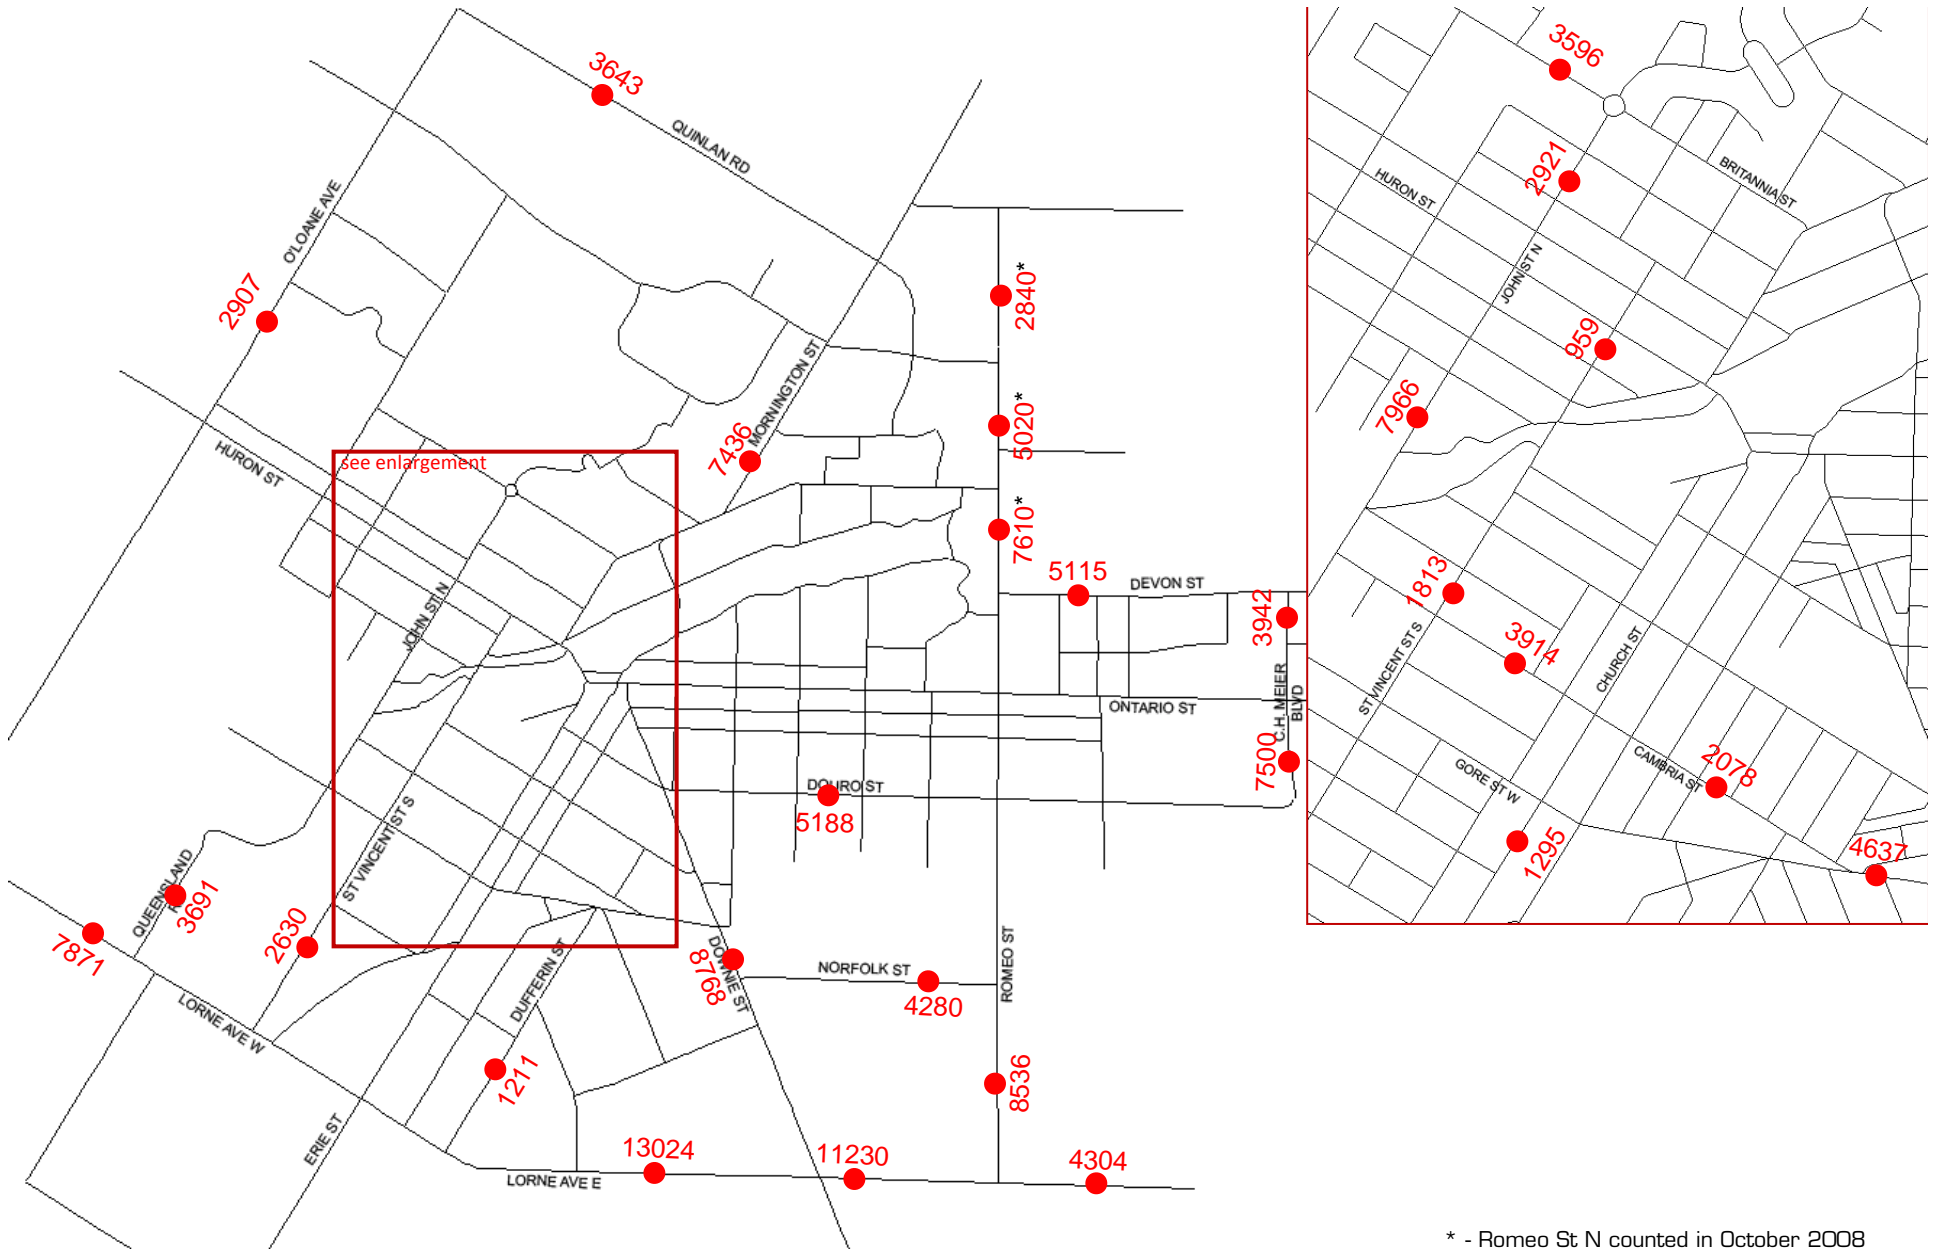 3643
QUINLAN RD
O'LOANE AVE
2907
2840*
MORNINGTON ST
5020*
7436
HURON ST
see enlargement
7610*
5115
DEVON ST
3942
JOHN ST N
C.H. MEIER
BLVD
ONTARIO ST
7500
DOURO ST
5188
ST VINCENT ST S
QUEENSLAND
3691
7871
2630
DUFFERIN ST
DOWNIE ST
8768
NORFOLK ST
4280
ROMEO ST
LORNE AVE W
1211
8536
ERIE ST
13024
11230
4304
LORNE AVE E
3596
2921
BRITANNIA ST
HURON ST
JOHN ST N
959
7966
1813
3914
ST VINCENT ST S
CHURCH ST
GORE ST W
CAMBRIA ST
2078
1295
4637
* - Romeo St N counted in October 2008